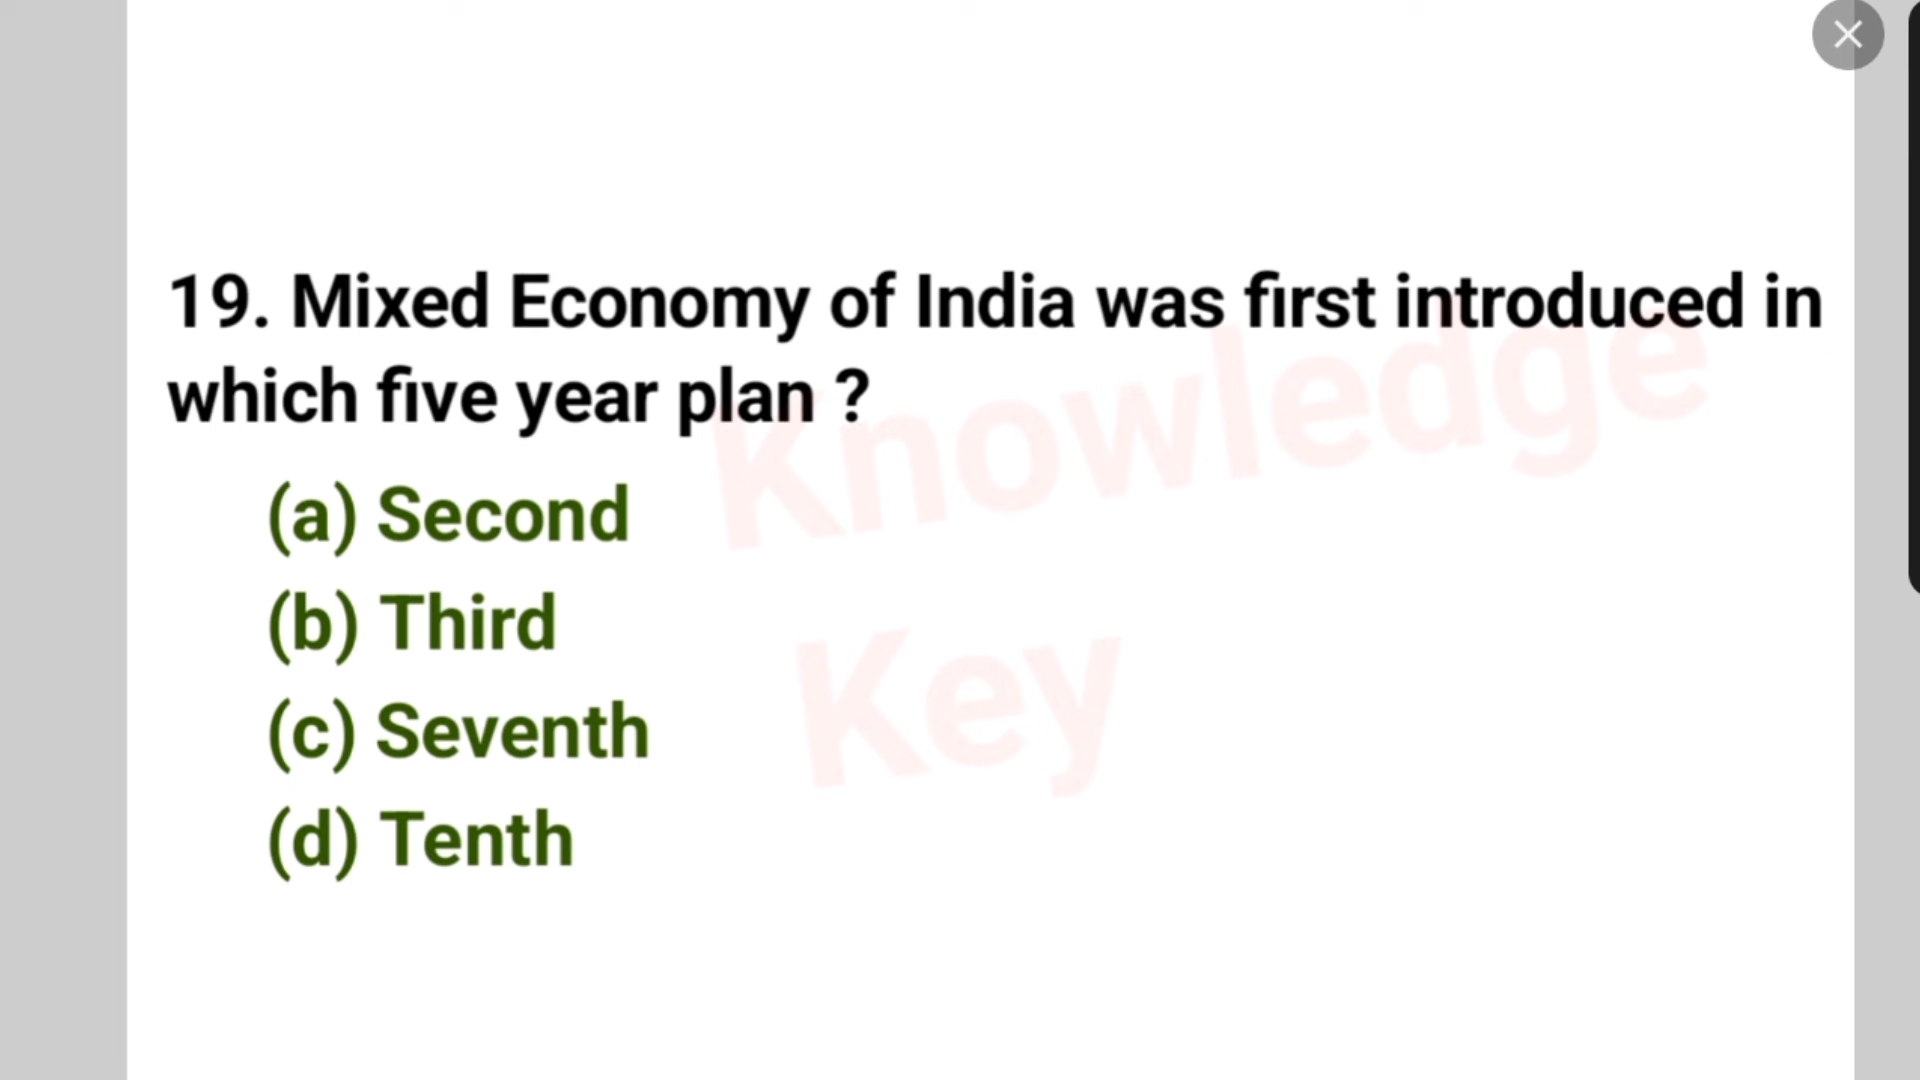 19. Mixed Economy of India was first introduced in
which five year plan ?
(a) Second
(b) Third
(c) Seventh
(d) Tenth
Knowledge
Key